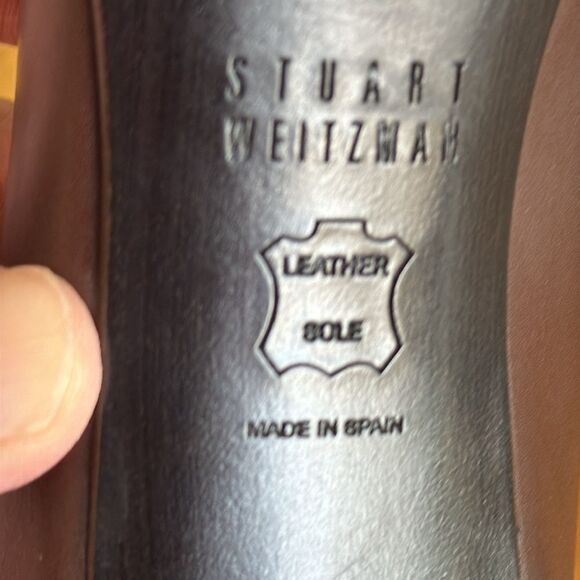 STUART
WEITZMAN
LEATHER
SOLE
MADE IN SPAIN